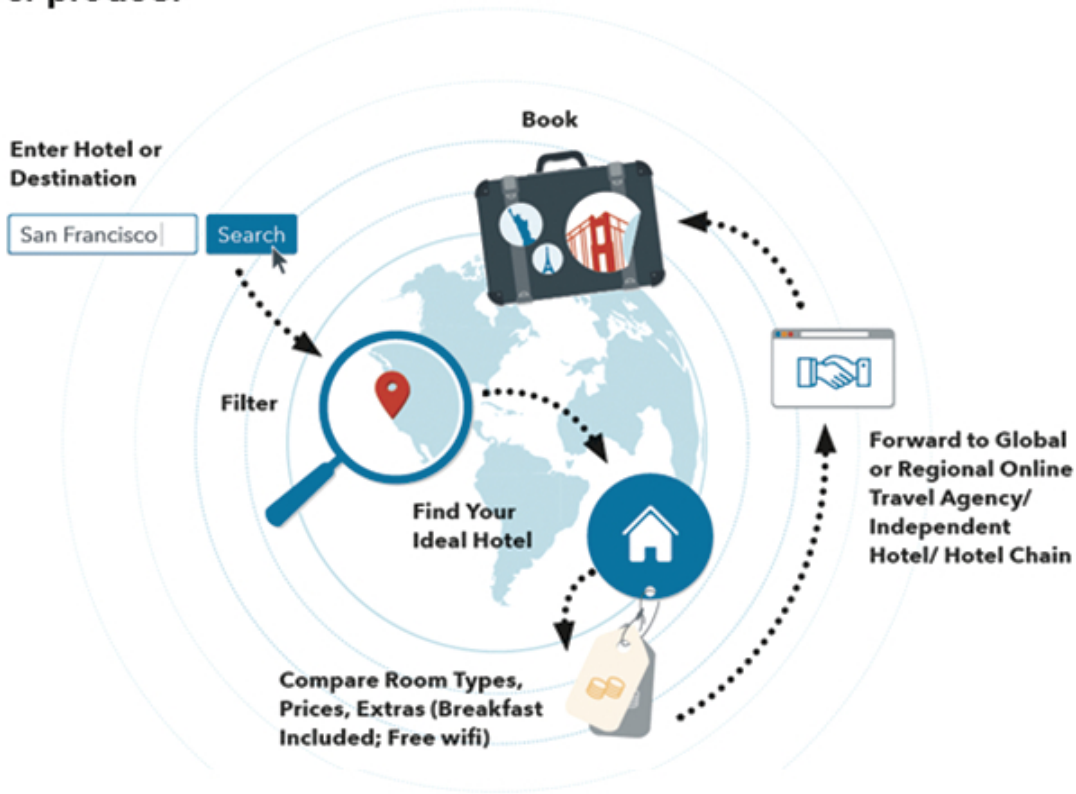 Enter Hotel or
Destination
San Francisco
Search
Book
Filter
Find Your
Ideal Hotel
Forward to Global
or Regional Online
Travel Agency/
Independent
Hotel/ Hotel Chain
Compare Room Types,
Prices, Extras (Breakfast
Included; Free wifi)